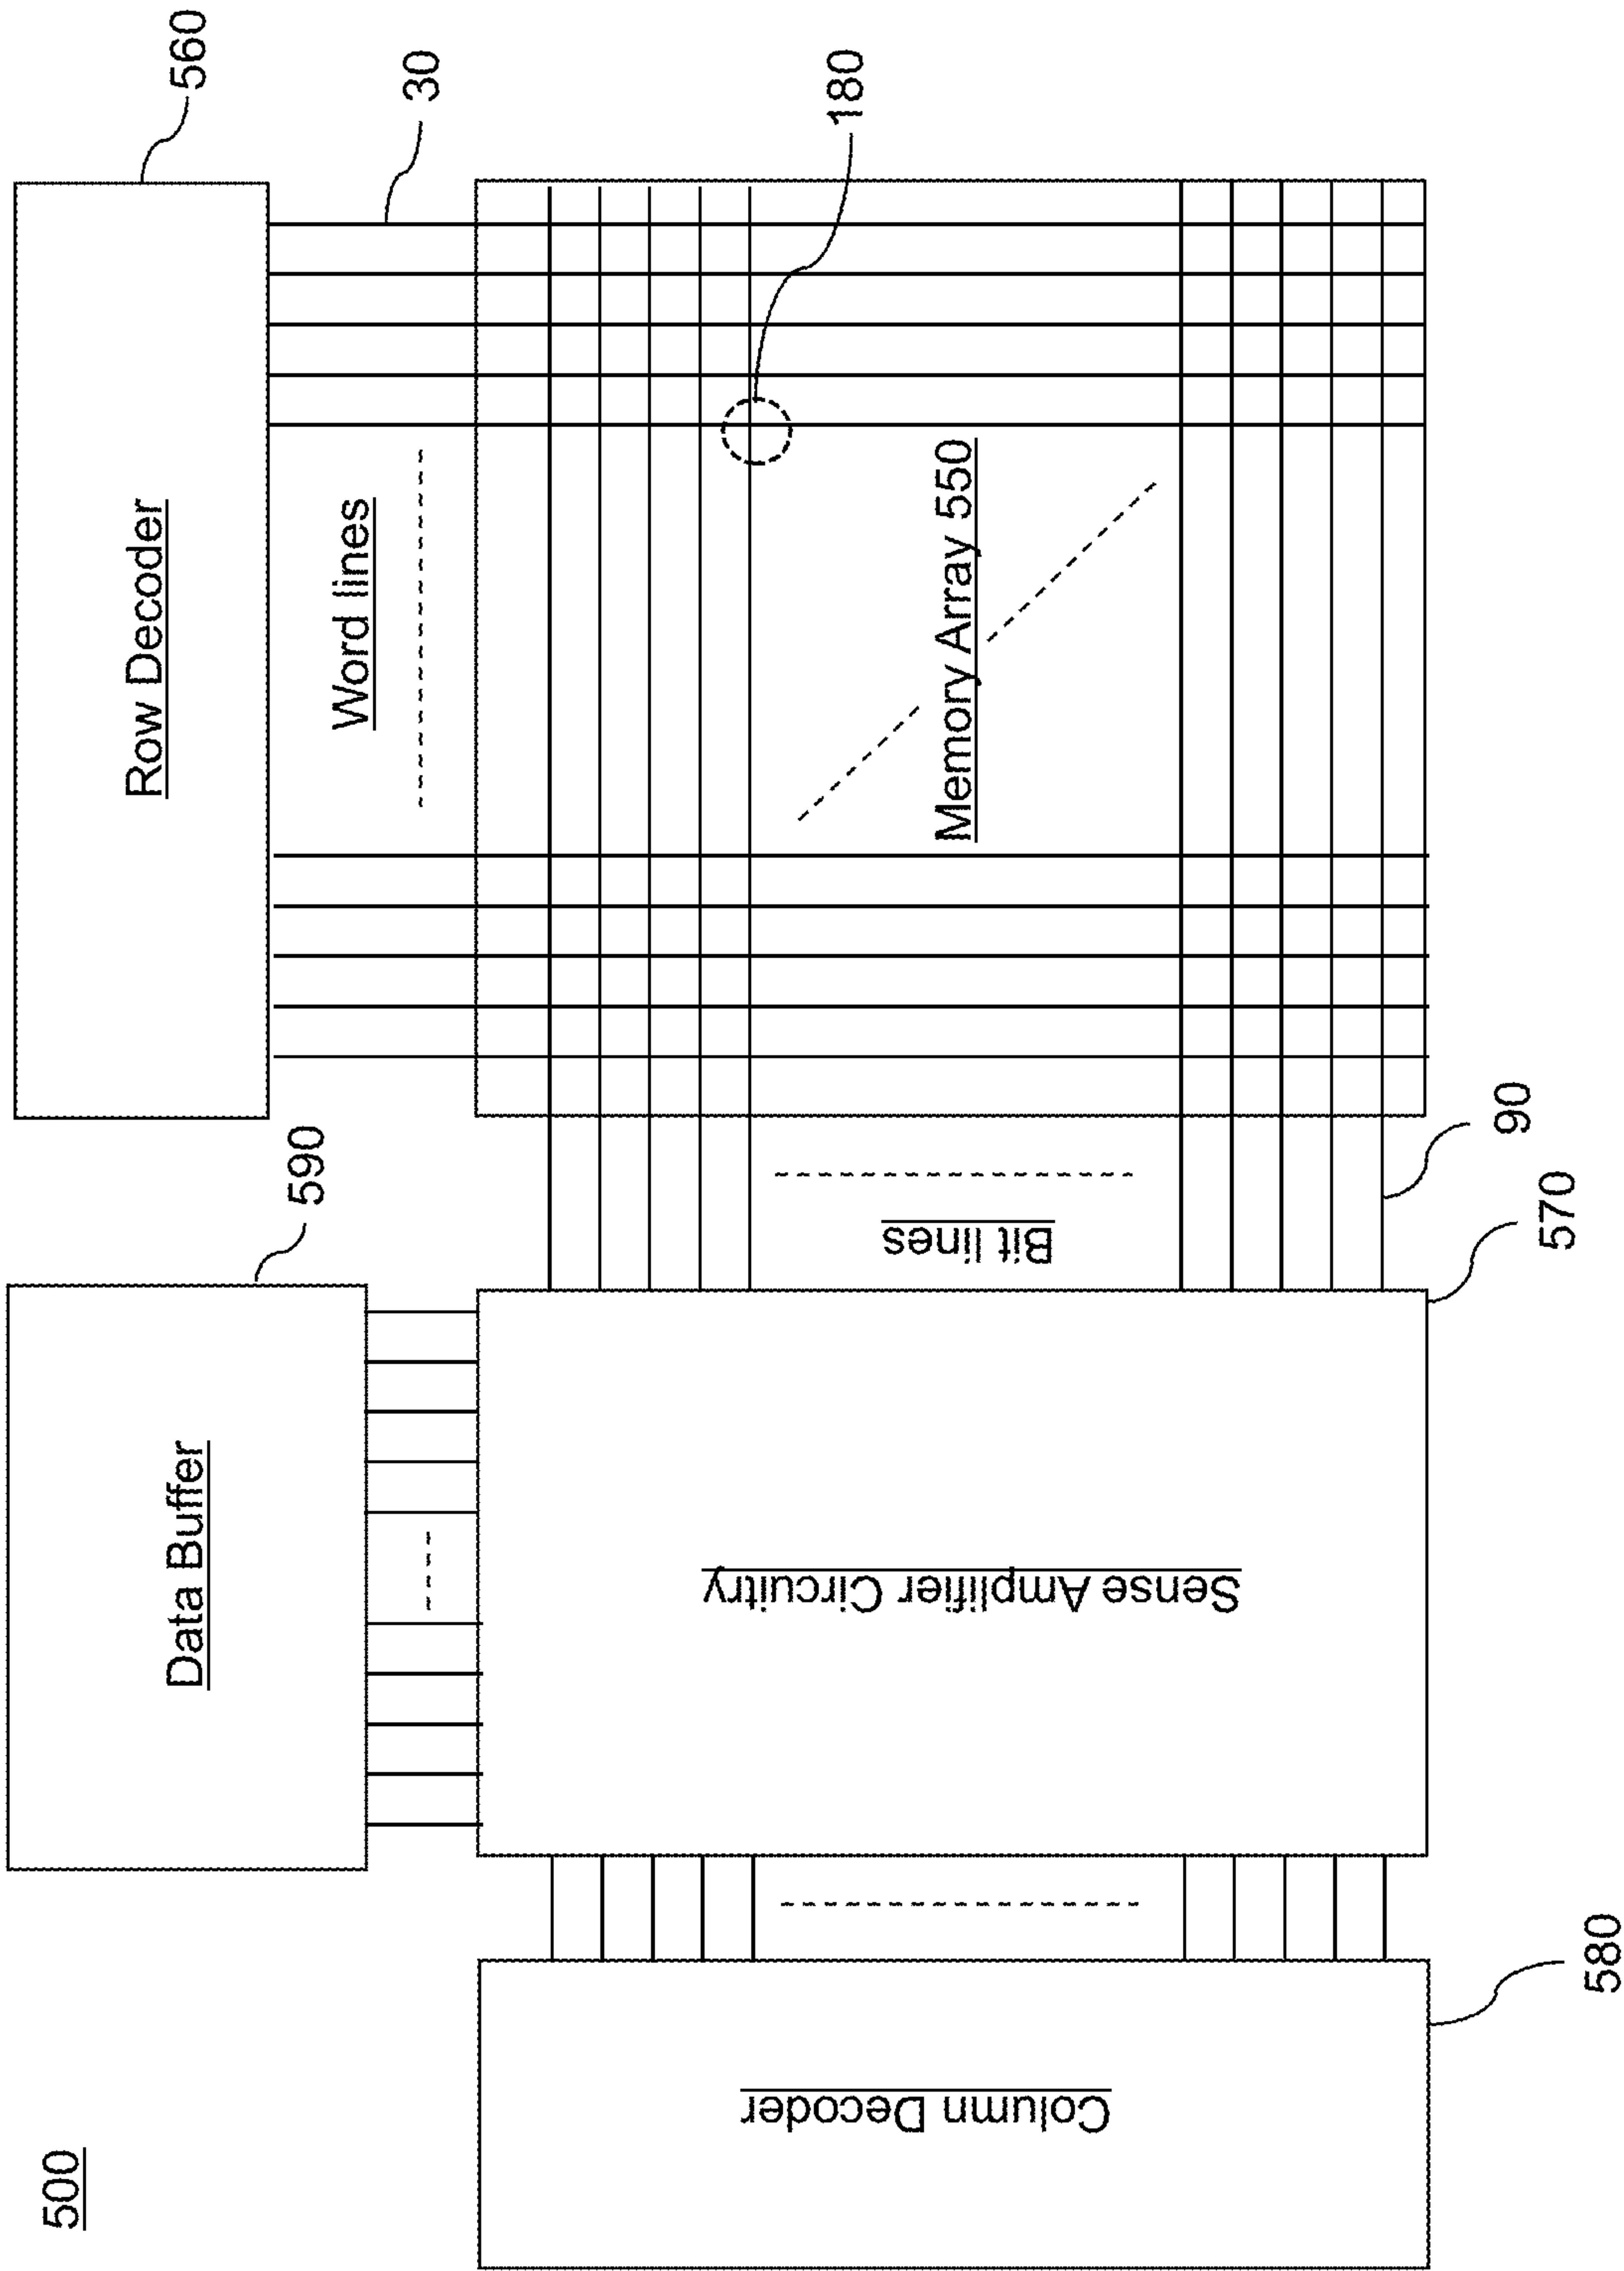 500
Row Decoder
560
Word lines
30
180
Memory Array 550
Data Buffer
590
Bit lines
90
Sense Amplifier Circuitry
570
Column Decoder
580